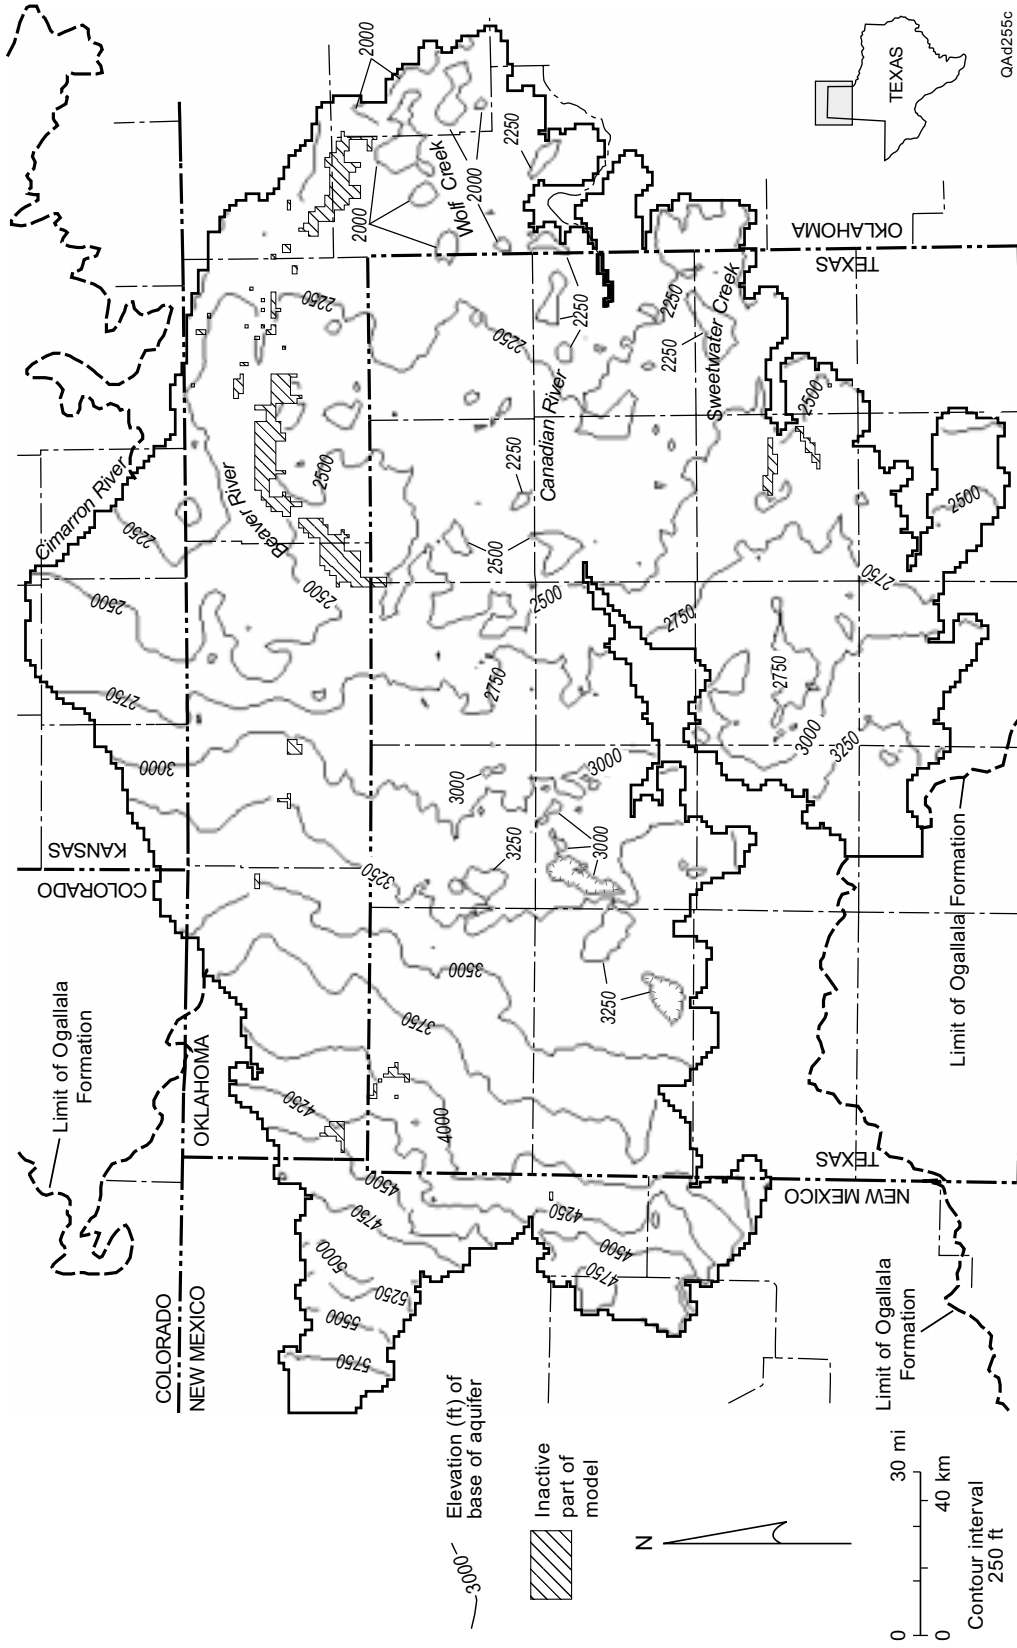 COLORADO
NEW MEXICO
Limit of Ogallala
Formation
OKLAHOMA
COLORADO
KANSAS
Cimarron River
Beaver River
Wolf Creek
Canadian River
Sweetwater Creek
TEXAS
OKLAHOMA
NEW MEXICO
TEXAS
5750
5500
5250
5000
4750
4500
4250
4000
3750
3500
3250
3000
2750
2500
2250
2500
2250
2500
2250
2000
2000
2000
2250
2250
2250
2250
2250
2250
2500
2500
2500
2750
3000
3000
3000
3250
3250
4250
4500
4750
2750
2750
3000
3250
2750
2500
2500
Limit of Ogallala Formation
Limit of Ogallala
Formation
3000
Elevation (ft) of
base of aquifer
Inactive
part of
model
N
0 30 mi
0 40 km
Contour interval
250 ft
TEXAS
QAd255c